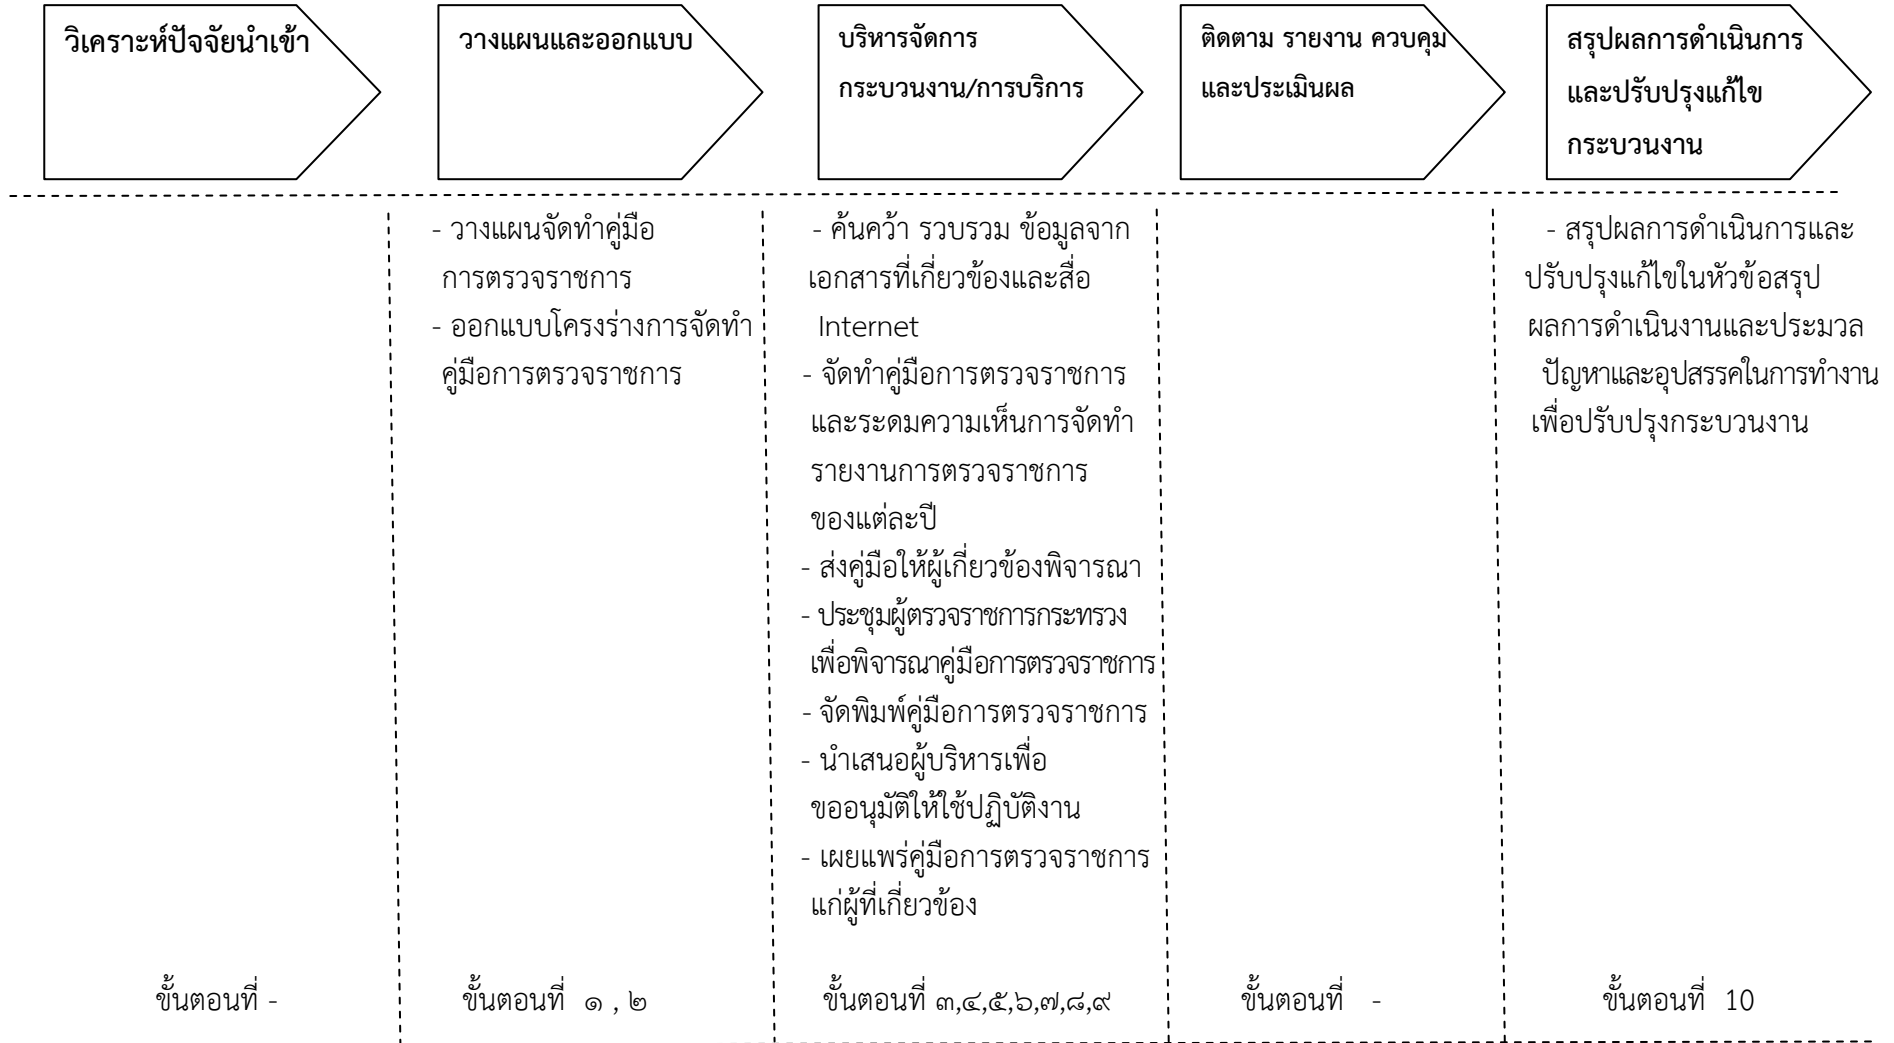 วิเคราะห์ปัจจัยนำเข้า
วางแผนและออกแบบ
บริหารจัดการ
กระบวนงาน/การบริการ
ติดตาม รายงาน ควบคุม
และประเมินผล
สรุปผลการดำเนินการ
และปรับปรุงแก้ไข
กระบวนงาน
- วางแผนจัดทำคู่มือ
การตรวจราชการ
- ออกแบบโครงร่างการจัดทำ
คู่มือการตรวจราชการ
- ค้นคว้า รวบรวม ข้อมูลจาก
เอกสารที่เกี่ยวข้องและสื่อ
Internet
- จัดทำคู่มือการตรวจราชการ
และระดมความเห็นการจัดทำ
รายงานการตรวจราชการ
ของแต่ละปี
- ส่งคู่มือให้ผู้เกี่ยวข้องพิจารณา
- ประชุมผู้ตรวจราชการกระทรวง
เพื่อพิจารณาคู่มือการตรวจราชการ
- จัดพิมพ์คู่มือการตรวจราชการ
- นำเสนอผู้บริหารเพื่อ
ขออนุมัติให้ใช้ปฏิบัติงาน
- เผยแพร่คู่มือการตรวจราชการ
แก่ผู้ที่เกี่ยวข้อง
- สรุปผลการดำเนินการและ
ปรับปรุงแก้ไขในหัวข้อสรุป
ผลการดำเนินงานและประมวล
ปัญหาและอุปสรรคในการทำงาน
เพื่อปรับปรุงกระบวนงาน
ขั้นตอนที่ -
ขั้นตอนที่ ๑ , ๒
ขั้นตอนที่ ๓,๔,๕,๖,๗,๘,๙
ขั้นตอนที่ -
ขั้นตอนที่ 10